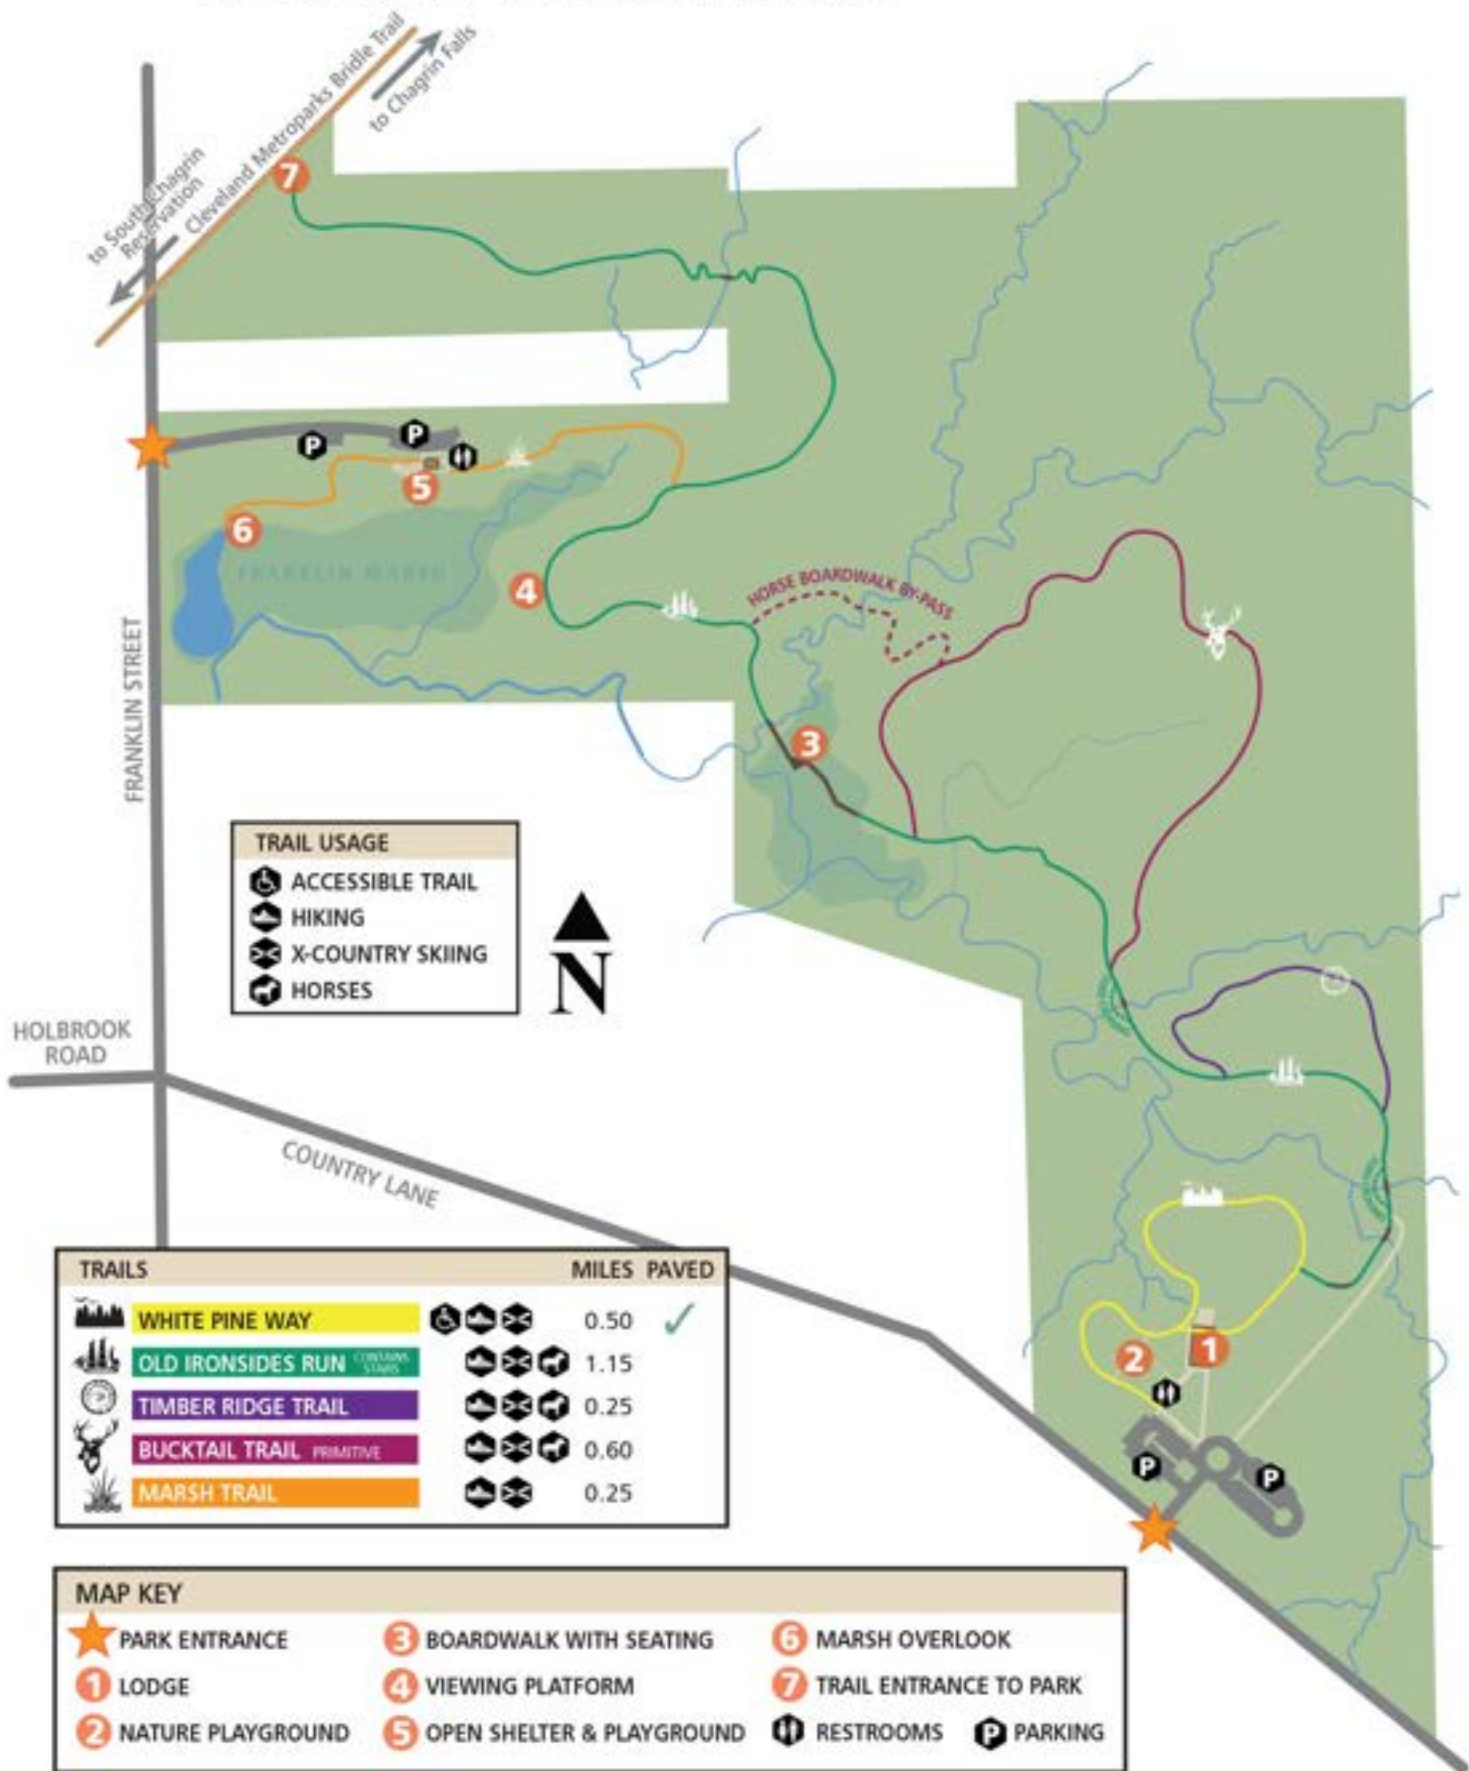 Cleveland Metroparks Bridle Trail
to Chagrin Falls
to South Chagrin
Reservation
7
P
P
5
6
FRANKLIN MARSH
4
HORSE BOARDWALK BY-PASS
3
FRANKLIN STREET
TRAIL USAGE
ACCESSIBLE TRAIL
HIKING
X-COUNTRY SKIING
HORSES
N
HOLBROOK
ROAD
COUNTRY LANE
2
1
P
P
TRAILS MILES PAVED
WHITE PINE WAY 0.50 ✓
OLD IRONSIDES RUN CONTAINS STAIRS 1.15
TIMBER RIDGE TRAIL 0.25
BUCKTAIL TRAIL PRIMITIVE 0.60
MARSH TRAIL 0.25
MAP KEY
PARK ENTRANCE
1 LODGE
2 NATURE PLAYGROUND
3 BOARDWALK WITH SEATING
4 VIEWING PLATFORM
5 OPEN SHELTER & PLAYGROUND
6 MARSH OVERLOOK
7 TRAIL ENTRANCE TO PARK
RESTROOMS
P PARKING